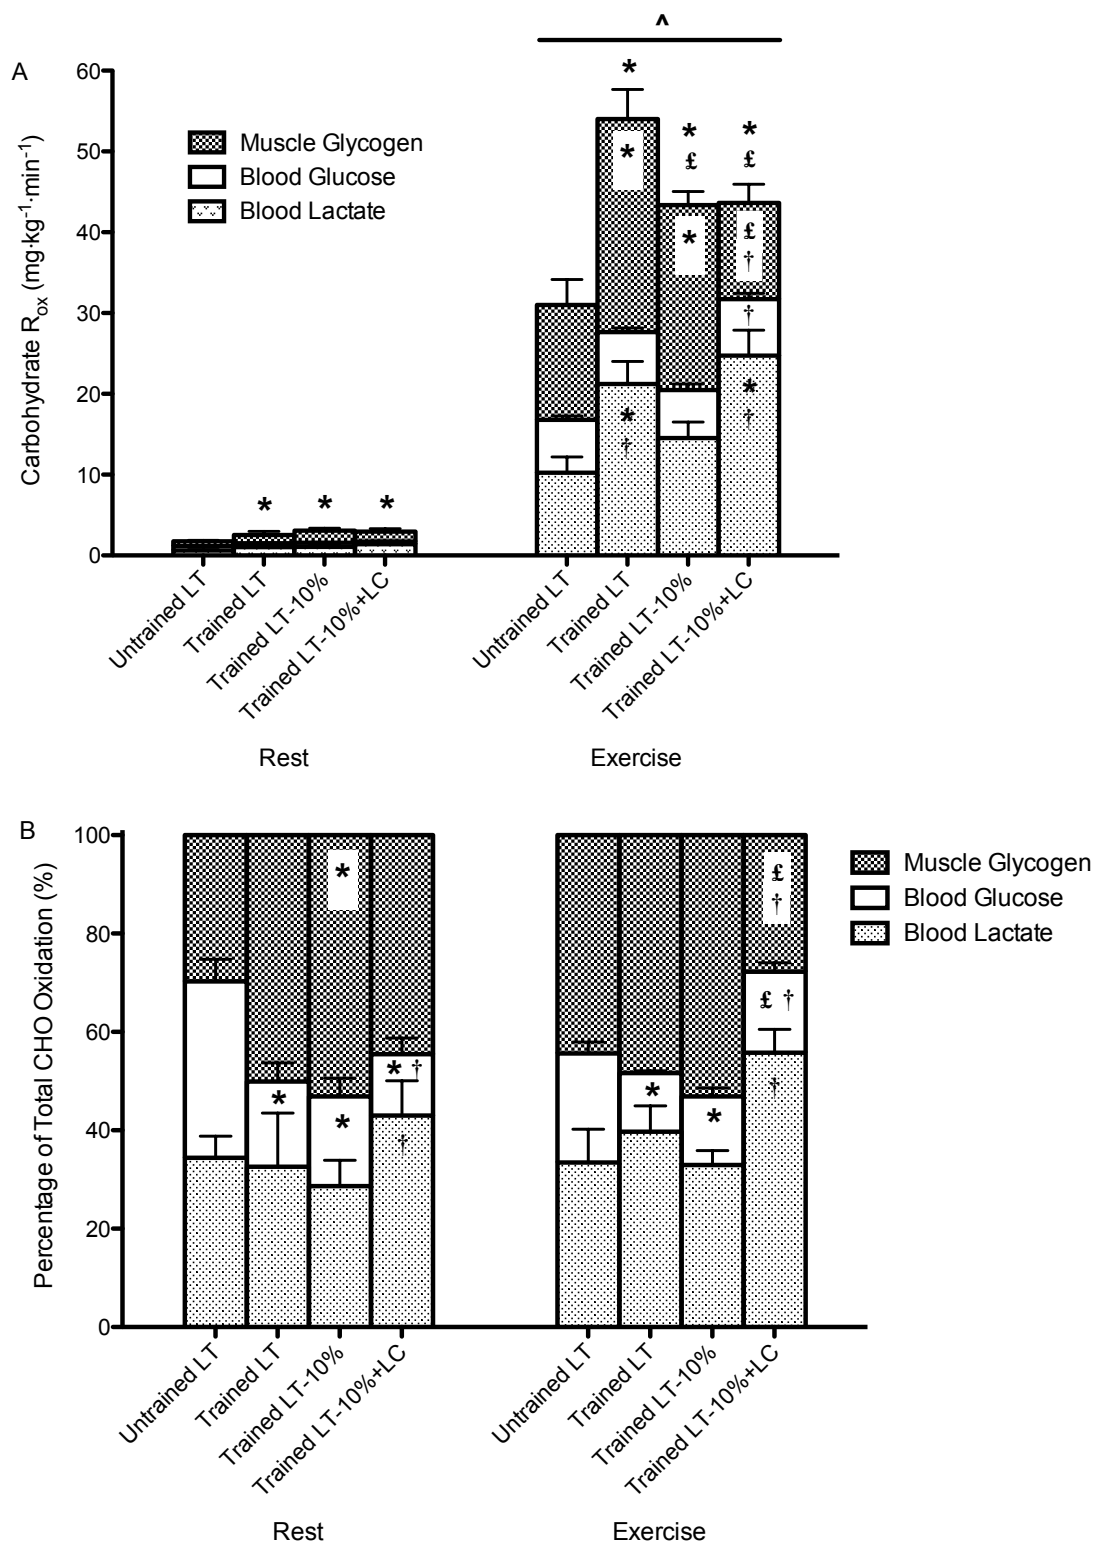 ^
A
60
50
40
30
20
10
0
Carbohydrate Rox (mg·kg-1·min-1)
Muscle Glycogen
Blood Glucose
Blood Lactate
* * *
*
*
*
†
*
£
*
*
£
£
†
†
*
†
Untrained LT
Trained LT
Trained LT-10%
Trained LT-10%+LC
Untrained LT
Trained LT
Trained LT-10%
Trained LT-10%+LC
Rest Exercise
B
100
80
60
40
20
0
Percentage of Total CHO Oxidation (%)
*
*
*
* †
†
*
*
£
†
£ †
†
Muscle Glycogen
Blood Glucose
Blood Lactate
Untrained LT
Trained LT
Trained LT-10%
Trained LT-10%+LC
Untrained LT
Trained LT
Trained LT-10%
Trained LT-10%+LC
Rest Exercise